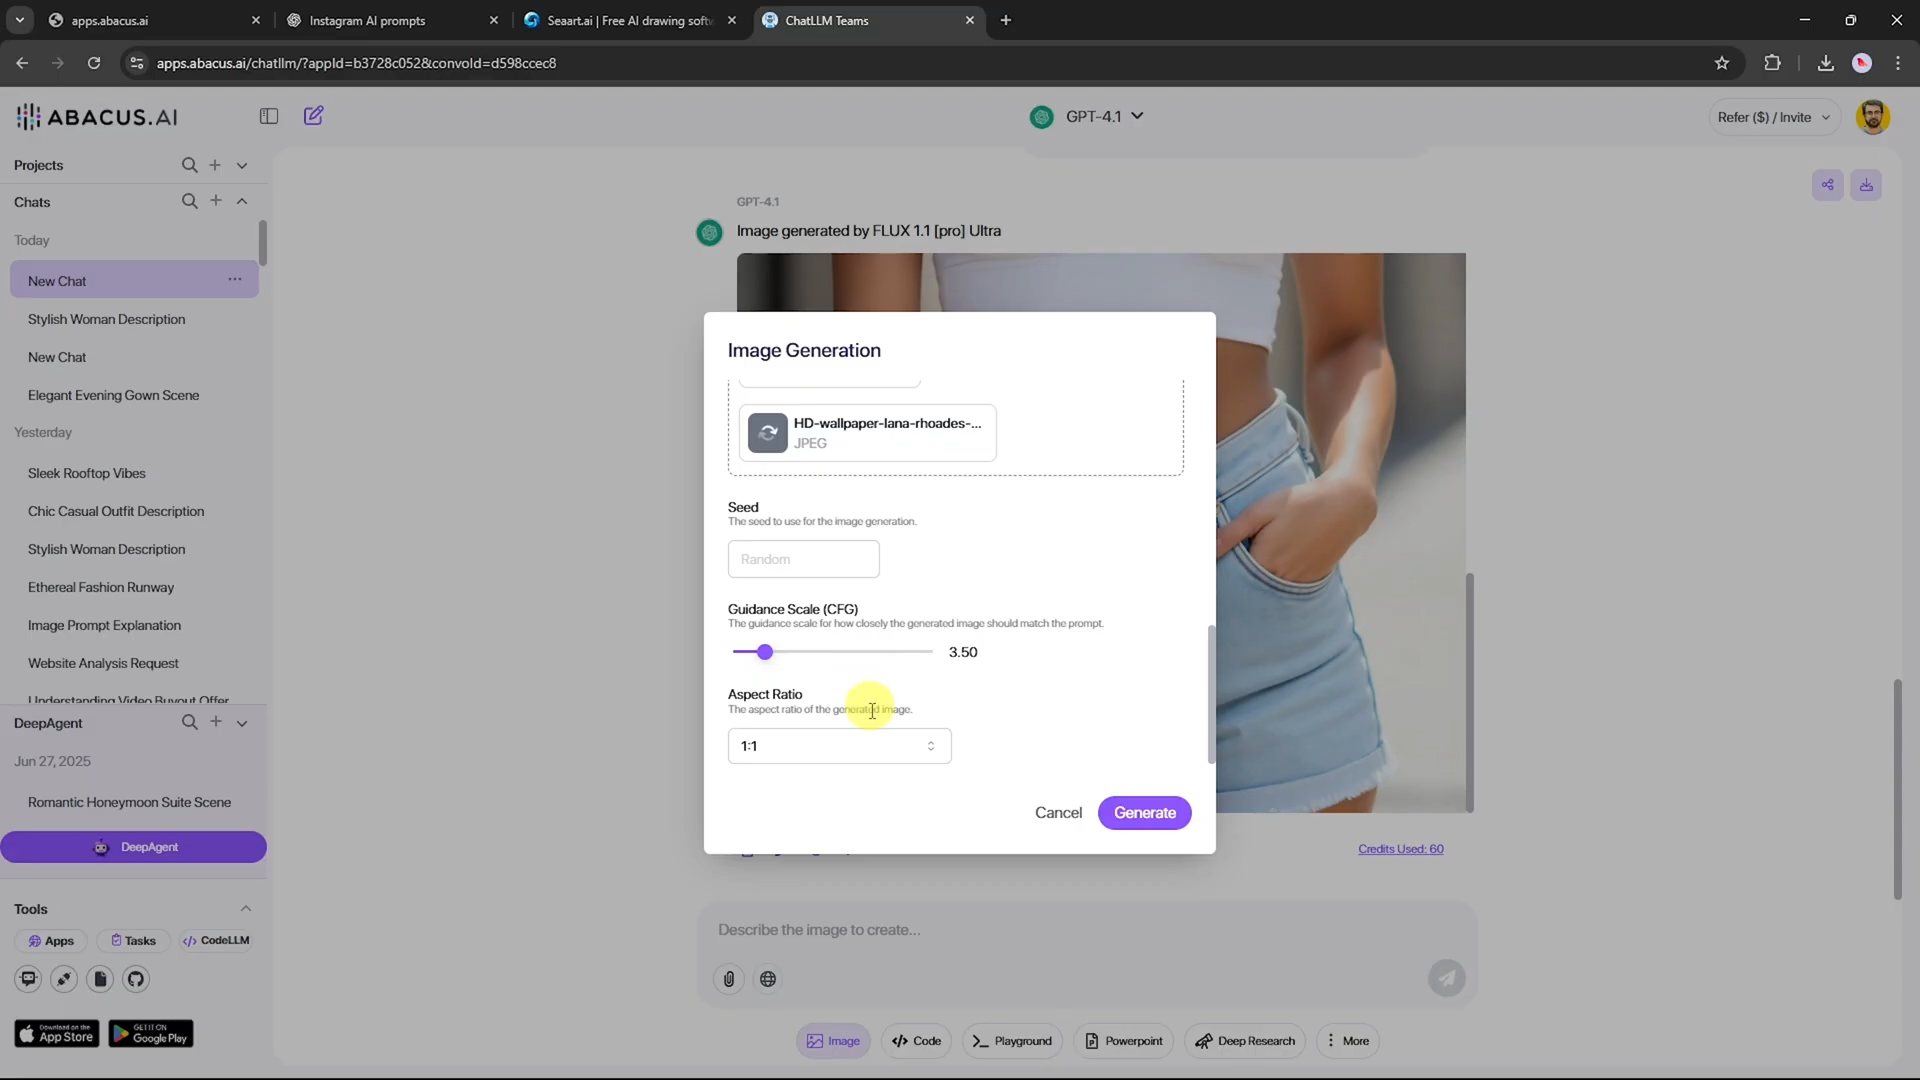 apps.abacus.ai
Instagram AI prompts
Seaart.ai | Free AI drawing softw
ChatLLM Teams
apps.abacus.ai/chatllm/?appId=b3728c052&convoId=d598ccec8
ABACUS.AI
GPT-4.1
Refer ($) / Invite
Projects
Chats
Today
New Chat
Stylish Woman Description
New Chat
Elegant Evening Gown Scene
Yesterday
Sleek Rooftop Vibes
Chic Casual Outfit Description
Stylish Woman Description
Ethereal Fashion Runway
Image Prompt Explanation
Website Analysis Request
Understanding Video Buyout Offer
DeepAgent
Jun 27, 2025
Romantic Honeymoon Suite Scene
DeepAgent
Tools
Apps
Tasks
CodeLLM
Download on the
App Store
GET IT ON
Google Play
GPT-4.1
Image generated by FLUX 1.1 [pro] Ultra
Image Generation
HD-wallpaper-lana-rhoades-...
JPEG
Seed
The seed to use for the image generation.
Random
Guidance Scale (CFG)
The guidance scale for how closely the generated image should match the prompt.
3.50
Aspect Ratio
The aspect ratio of the generated image.
1:1
Cancel
Generate
Credits Used: 60
Describe the image to create...
Image
Code
Playground
Powerpoint
Deep Research
More